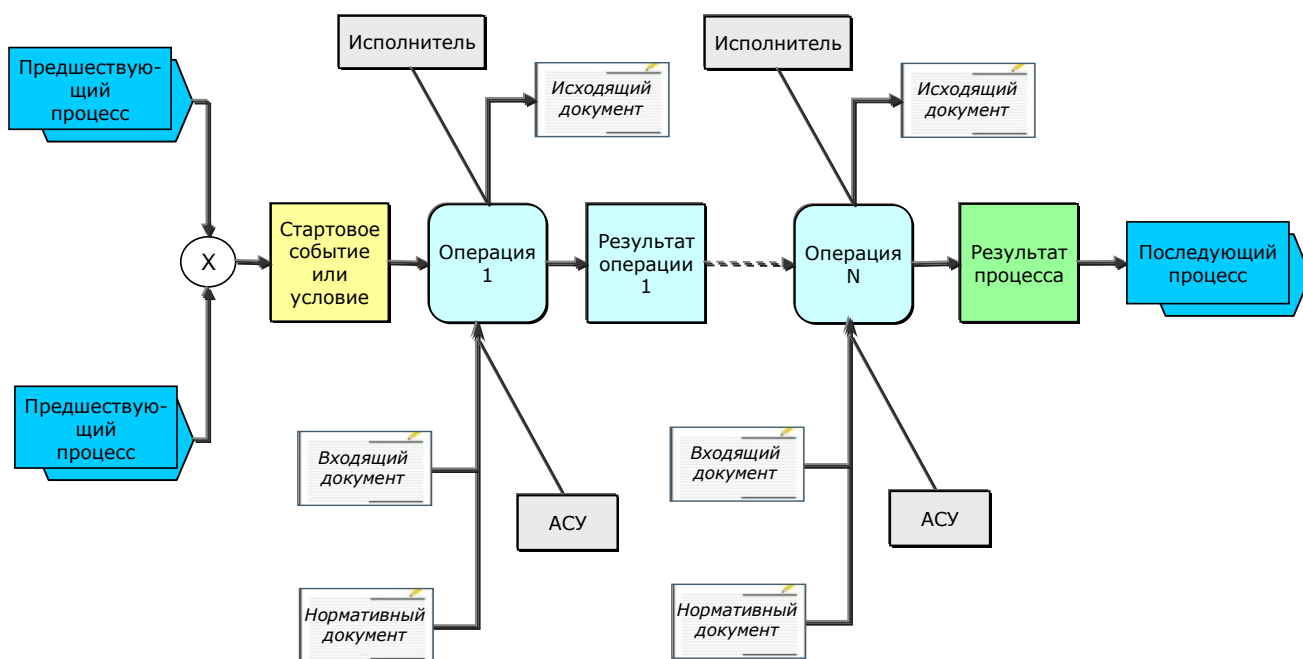 Исполнитель
Исполнитель
Предшествую-
щий
процесс
Исходящий
документ
Исходящий
документ
X
Стартовое
событие
или
условие
Операция
1
Результат
операции
1
Операция
N
Результат
процесса
Последующий
процесс
Предшествую-
щий
процесс
Входящий
документ
АСУ
Входящий
документ
АСУ
Нормативный
документ
Нормативный
документ